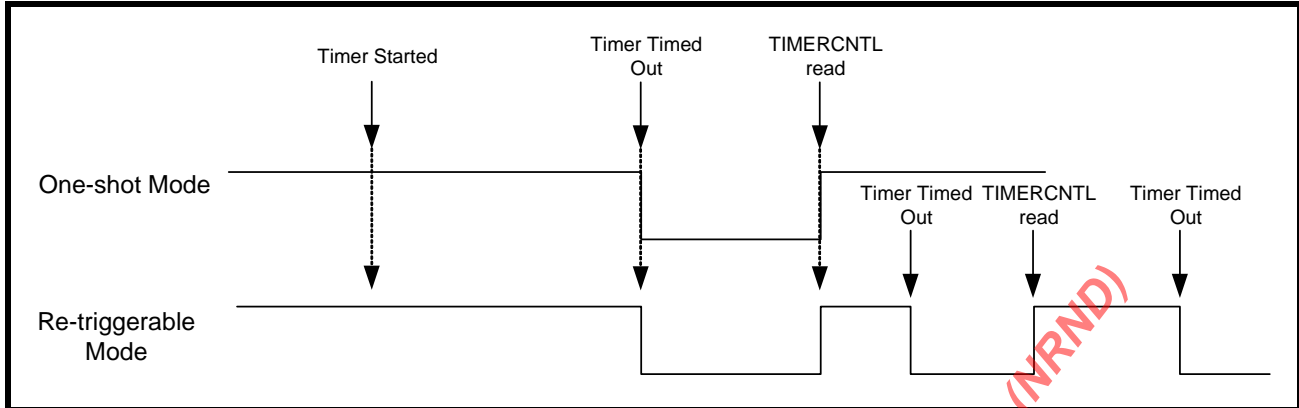 Timer Started
Timer Timed
Out
TIMERCNTL
read
One-shot Mode
Timer Timed
Out
TIMERCNTL
read
Timer Timed
Out
Re-triggerable
Mode
(NRND)